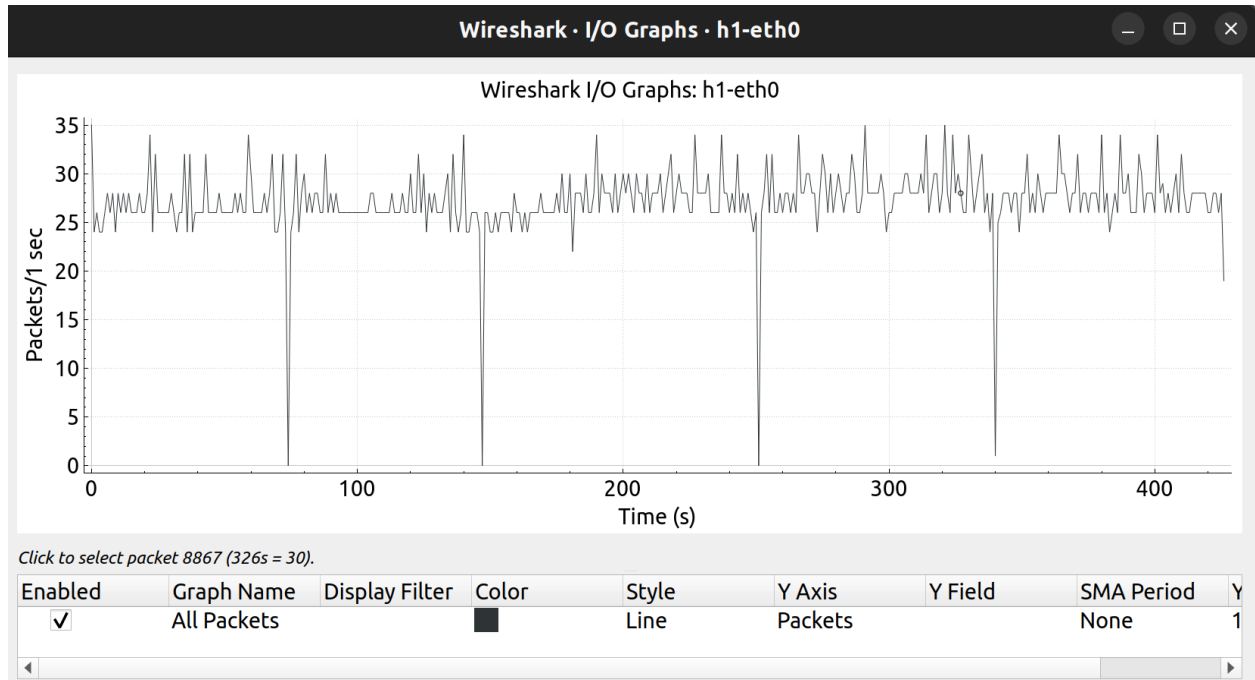 Wireshark · I/O Graphs · h1-eth0
Wireshark I/O Graphs: h1-eth0
35
30
25
20
15
10
5
0
Packets/1 sec
0 100 200 300 400
Time (s)
Click to select packet 8867 (326s = 30).
Enabled Graph Name Display Filter Color Style Y Axis Y Field SMA Period Y
All Packets Line Packets None 1